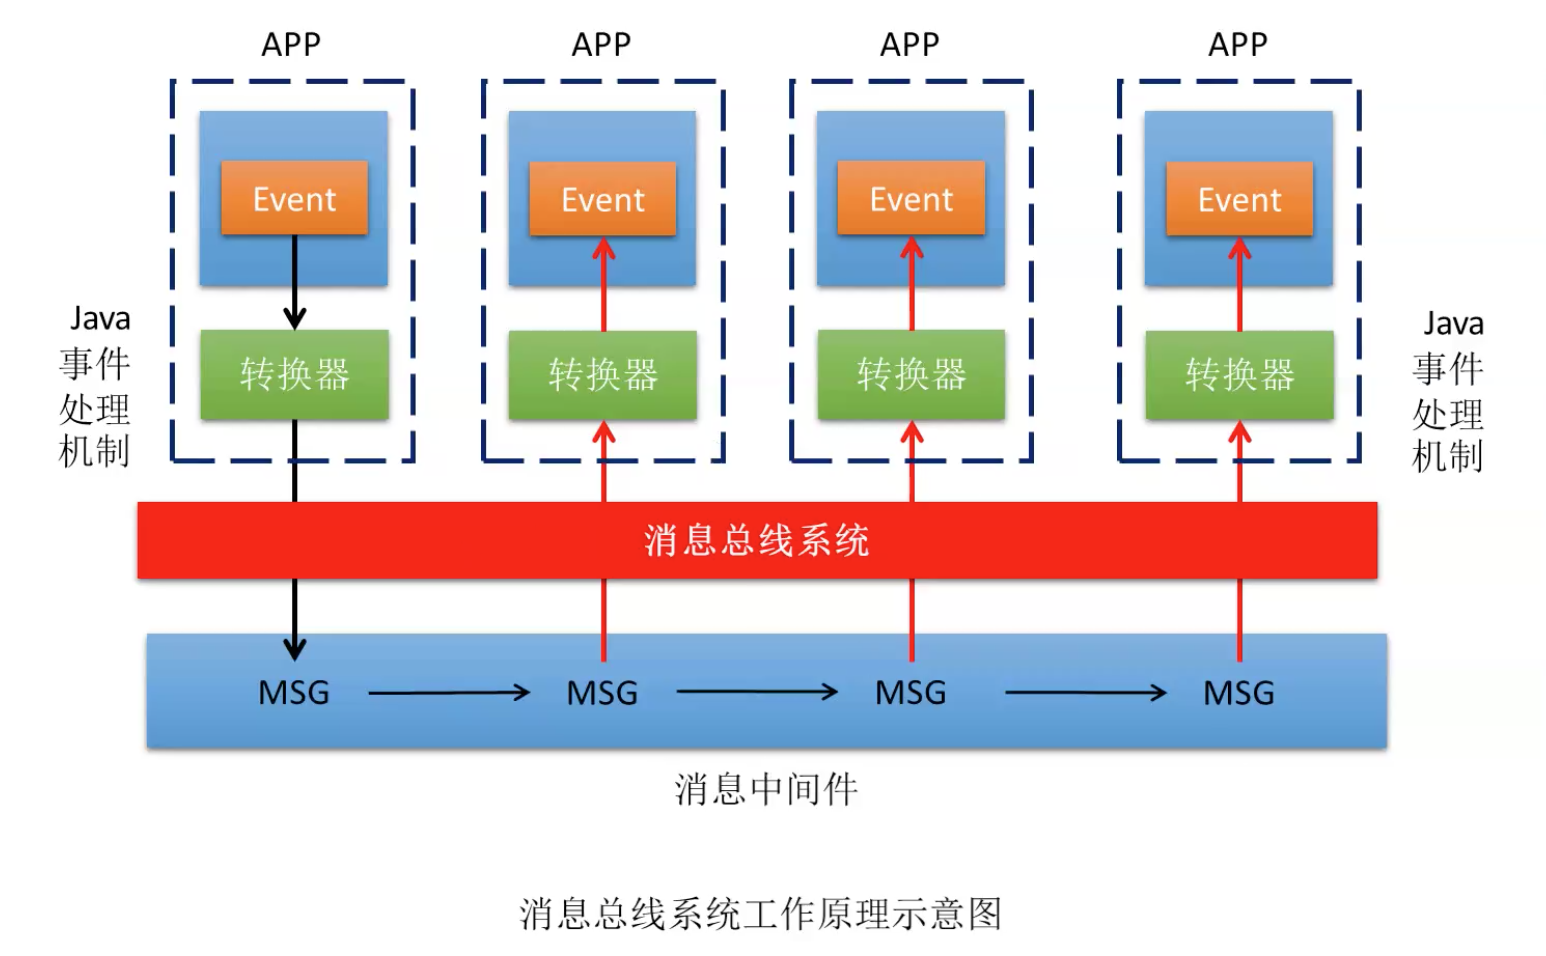 APP APP APP APP
Event Event Event Event
Java
事件
处理
机制
转换器 转换器 转换器 转换器
Java
事件
处理
机制
消息总线系统
MSG MSG MSG MSG
消息中间件
消息总线系统工作原理示意图